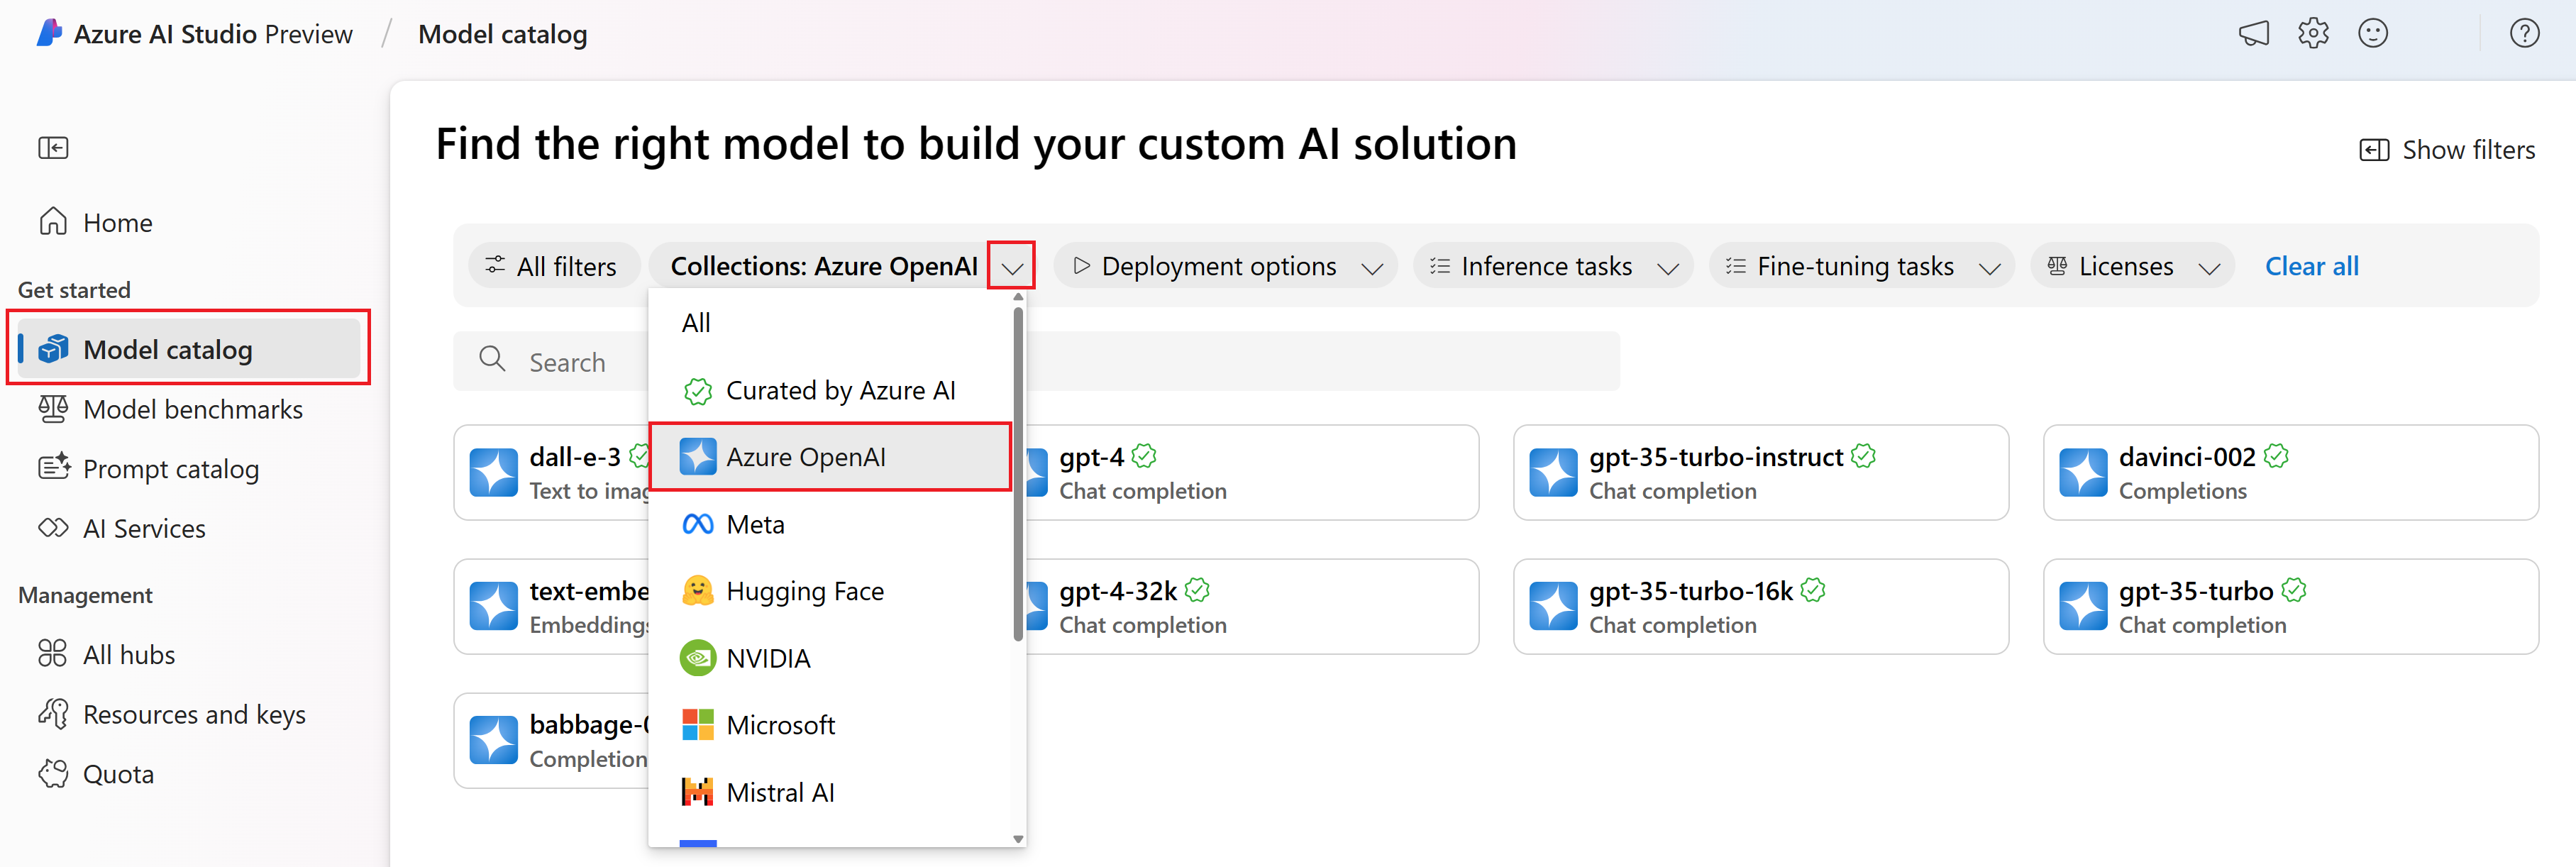 Azure AI Studio Preview / Model catalog
Find the right model to build your custom AI solution
Show filters
Home
Get started
Model catalog
Model benchmarks
Prompt catalog
AI Services
Management
All hubs
Resources and keys
Quota
All filters
Collections: Azure OpenAI
Deployment options
Inference tasks
Fine-tuning tasks
Licenses
Clear all
Search
All
Curated by Azure AI
Azure OpenAI
Meta
Hugging Face
NVIDIA
Microsoft
Mistral AI
dall-e-3
Text to imag
gpt-4
Chat completion
gpt-35-turbo-instruct
Chat completion
davinci-002
Completions
text-embe
Embeddings
gpt-4-32k
Chat completion
gpt-35-turbo-16k
Chat completion
gpt-35-turbo
Chat completion
babbage-0
Completion